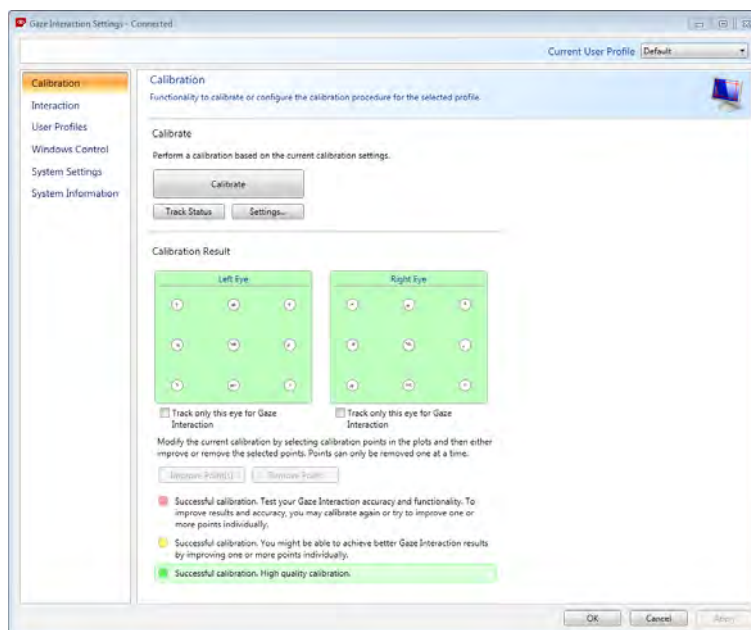 Gaze Interaction Settings - Connected
Current User Profile Default
Calibration
Interaction
User Profiles
Windows Control
System Settings
System Information
Calibration
Functionality to calibrate or configure the calibration procedure for the selected profile.
Calibrate
Perform a calibration based on the current calibration settings.
Calibrate
Track Status Settings...
Calibration Result
Left Eye Right Eye
Track only this eye for Gaze Track only this eye for Gaze
Interaction Interaction
Modify the current calibration by selecting calibration points in the plots and then either
improve or remove the selected points. Points can only be removed one at a time.
Improve Point(s) Remove Point
Successful calibration. Test your Gaze Interaction accuracy and functionality. To
improve results and accuracy, you may calibrate again or try to improve one or
more points individually.
Successful calibration. You might be able to achieve better Gaze Interaction results
by improving one or more points individually.
Successful calibration. High quality calibration.
OK Cancel Apply